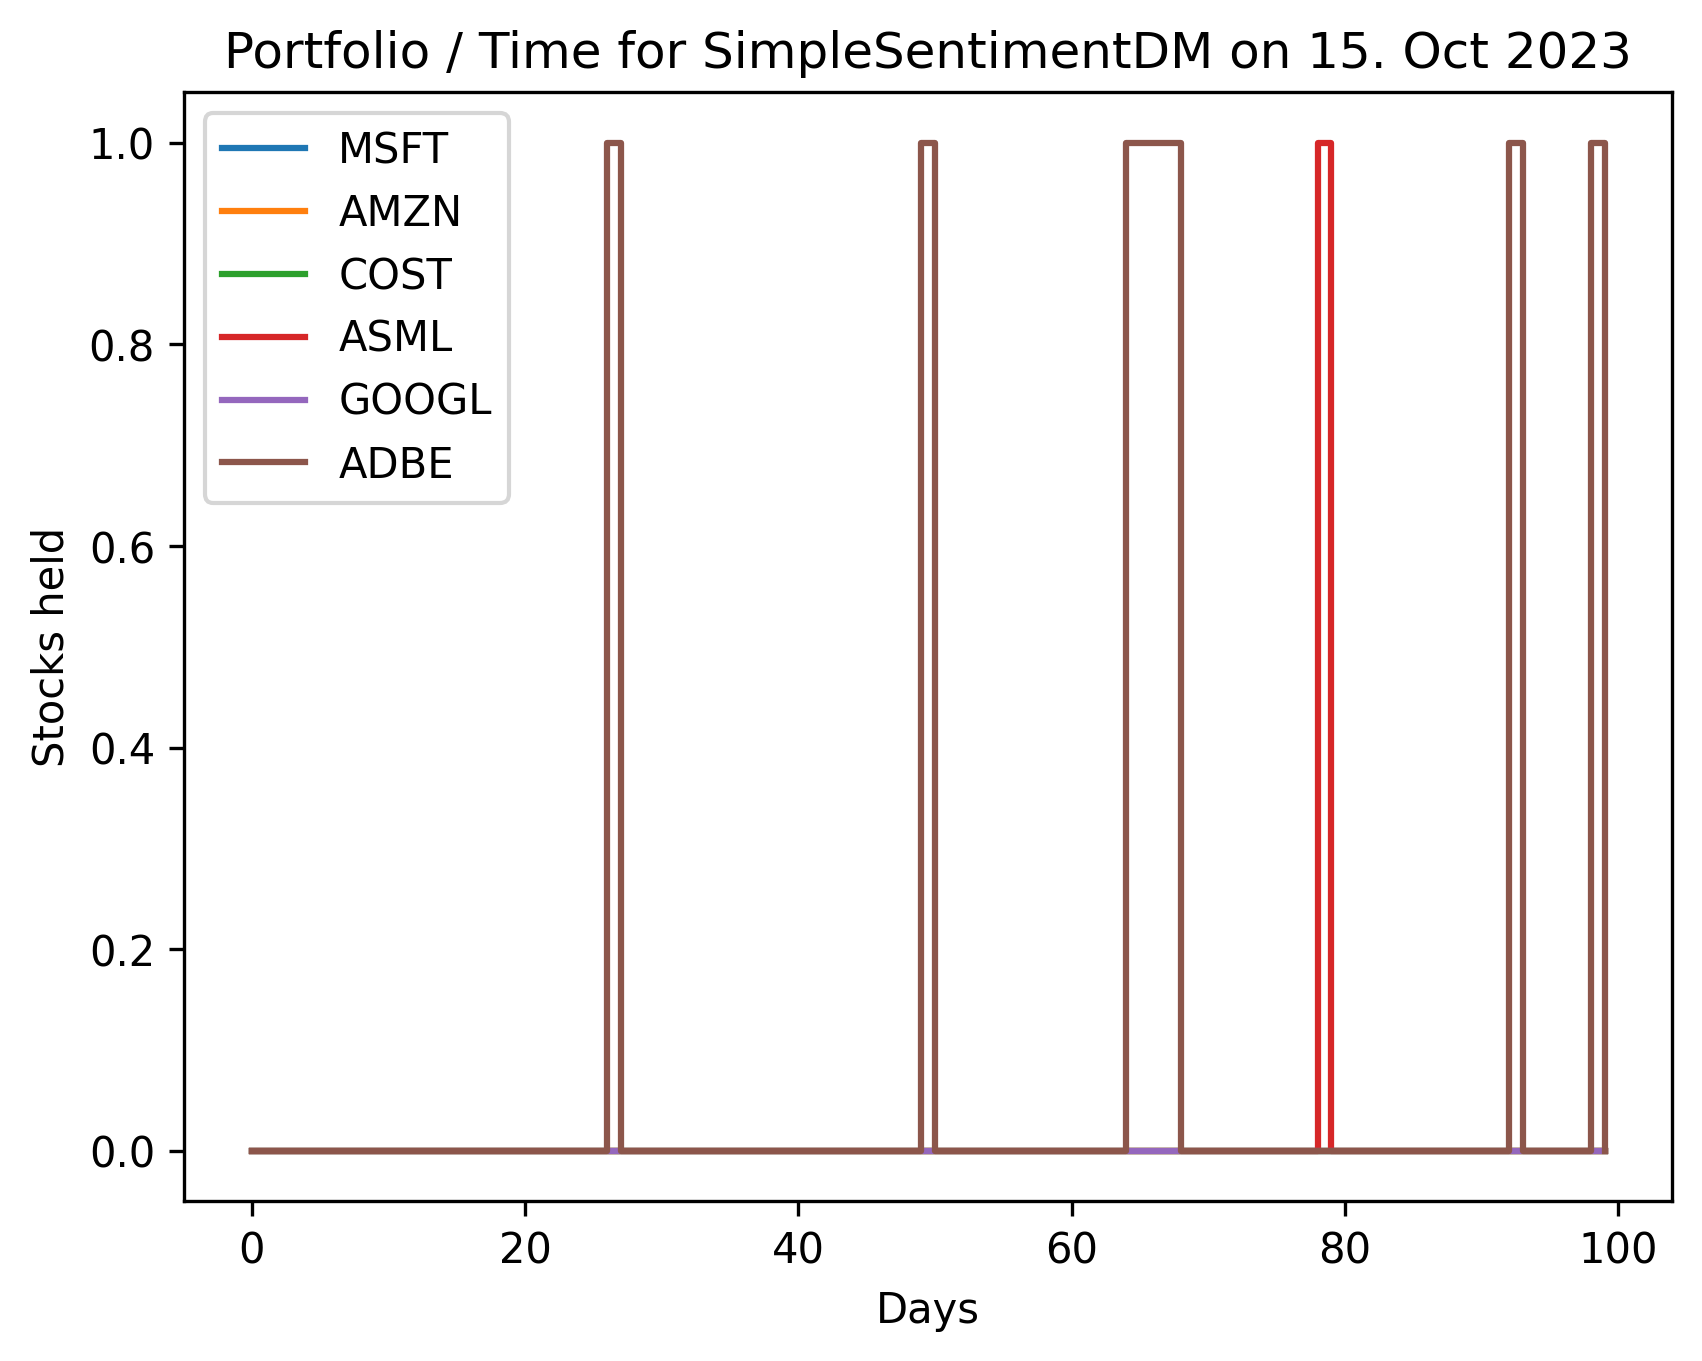 Portfolio / Time for SimpleSentimentDM on 15. Oct 2023
MSFT
AMZN
COST
ASML
GOOGL
ADBE
1.0
0.8
0.6
0.4
0.2
0.0
Stocks held
0 20 40 60 80 100
Days